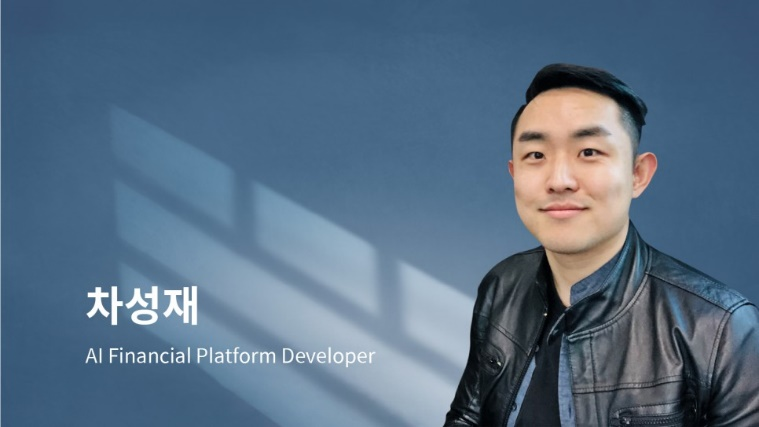 차성재
AI Financial Platform Developer